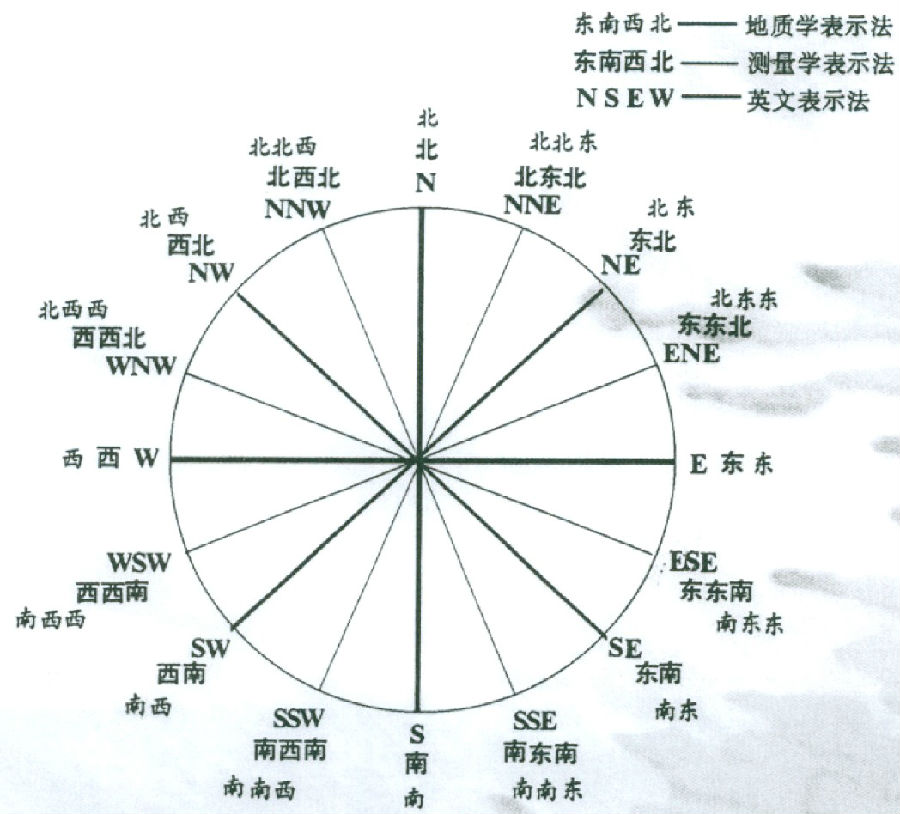 东南西北 —— 地质学表示法
东南西北 —— 测量学表示法
N S E W —— 英文表示法
北
北
N
北北东
北东北
NNE
北东
东北
NE
北东东
东东北
ENE
E 东 东
ESE
东东南
南东东
SE
东南
南东
SSE
南东南
南南东
S
南
南
SSW
南西南
南南西
SW
西南
南西
WSW
西西南
南西西
西 西 W
北西西
西西北
WNW
北西
西北
NW
北北西
北西北
NNW